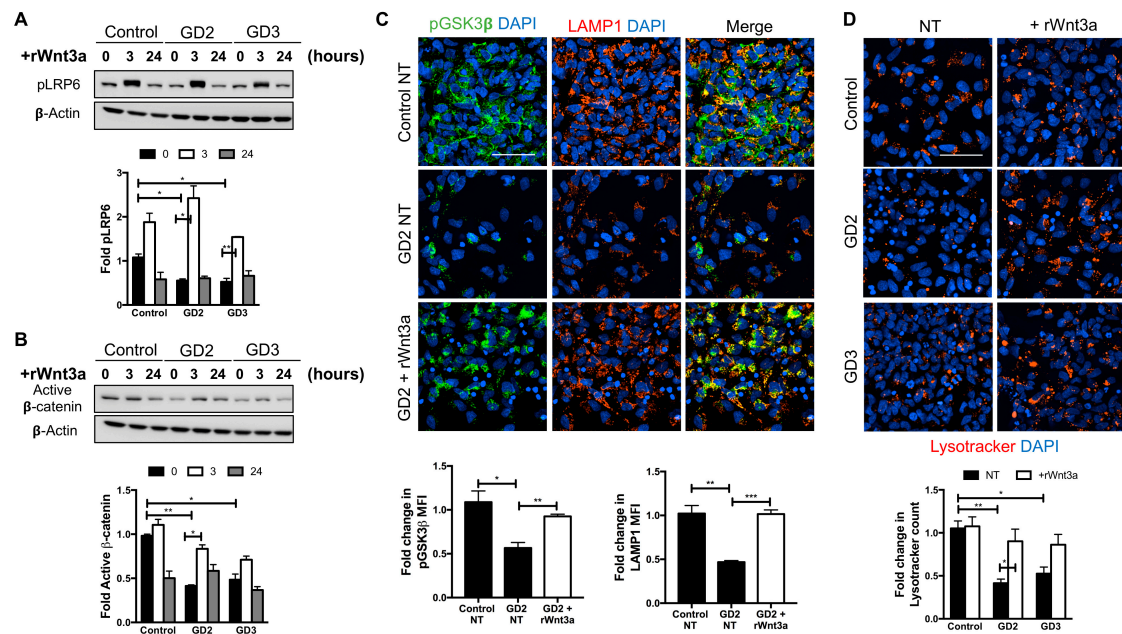 A
Control GD2 GD3
+rWnt3a 0 3 24 0 3 24 0 3 24 (hours)
pLRP6
β-Actin
0 3 24
Fold pLRP6
3
2
1
0
* *
* **
Control GD2 GD3
B
Control GD2 GD3
+rWnt3a 0 3 24 0 3 24 0 3 24 (hours)
Active
β-catenin
β-Actin
0 3 24
Fold Active β-catenin
1.5
1.0
0.5
0.0
*
**
*
Control GD2 GD3
C
pGSK3β DAPI LAMP1 DAPI Merge
Control NT
GD2 NT
GD2 + rWnt3a
Fold change in
pGSK3β MFI
1.5
1.0
0.5
0.0
* **
Control GD2 GD2 +
NT NT rWnt3a
Fold change in
LAMP1 MFI
1.5
1.0
0.5
0.0
** ***
Control GD2 GD2 +
NT NT rWnt3a
D
NT + rWnt3a
Control
GD2
GD3
Lysotracker DAPI
NT +rWnt3a
Fold change in
Lysotracker count
1.5
1.0
0.5
0.0
*
**
*
Control GD2 GD3